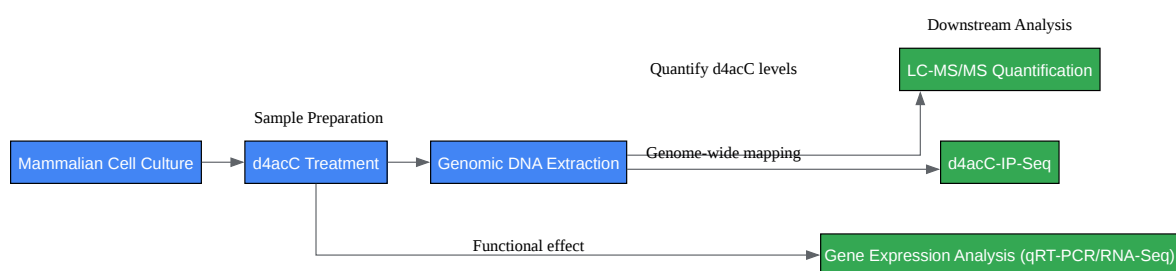 Downstream Analysis
Quantify d4acC levels
LC-MS/MS Quantification
Sample Preparation
Mammalian Cell Culture
d4acC Treatment
Genomic DNA Extraction
Genome-wide mapping
d4acC-IP-Seq
Functional effect
Gene Expression Analysis (qRT-PCR/RNA-Seq)